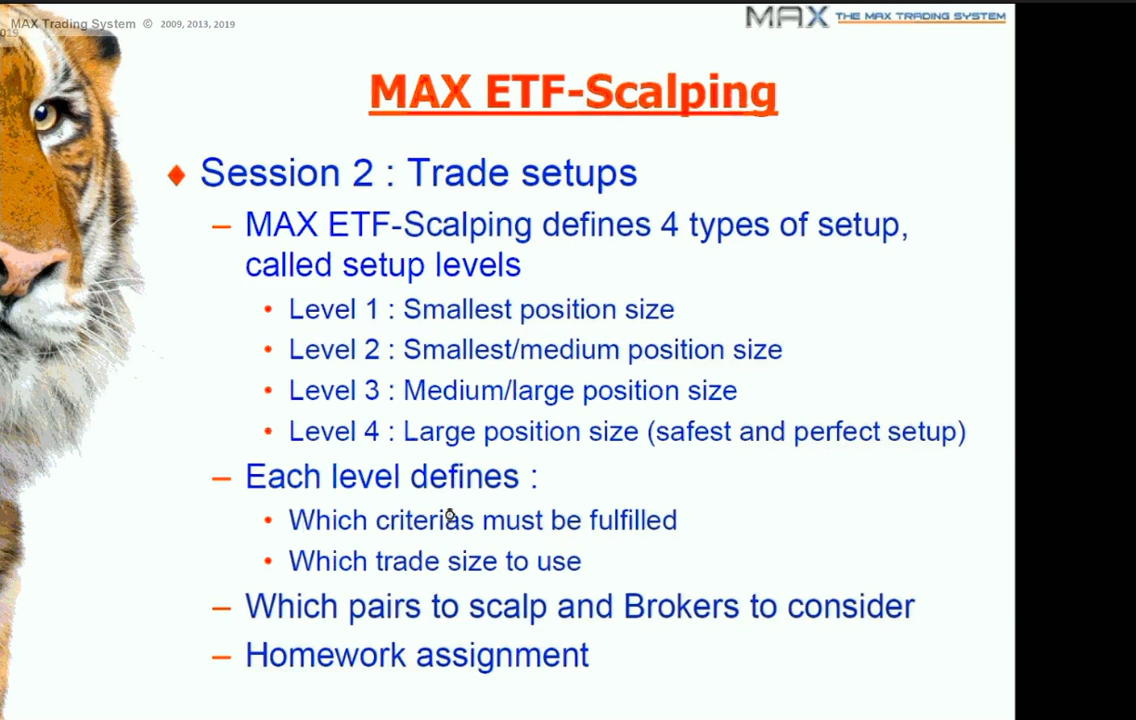 MAX Trading System © 2009, 2013, 2019
019
MAX THE MAX TRADING SYSTEM
MAX ETF-Scalping
Session 2 : Trade setups
– MAX ETF-Scalping defines 4 types of setup,
called setup levels
• Level 1 : Smallest position size
• Level 2 : Smallest/medium position size
• Level 3 : Medium/large position size
• Level 4 : Large position size (safest and perfect setup)
– Each level defines :
• Which criterias must be fulfilled
• Which trade size to use
– Which pairs to scalp and Brokers to consider
– Homework assignment